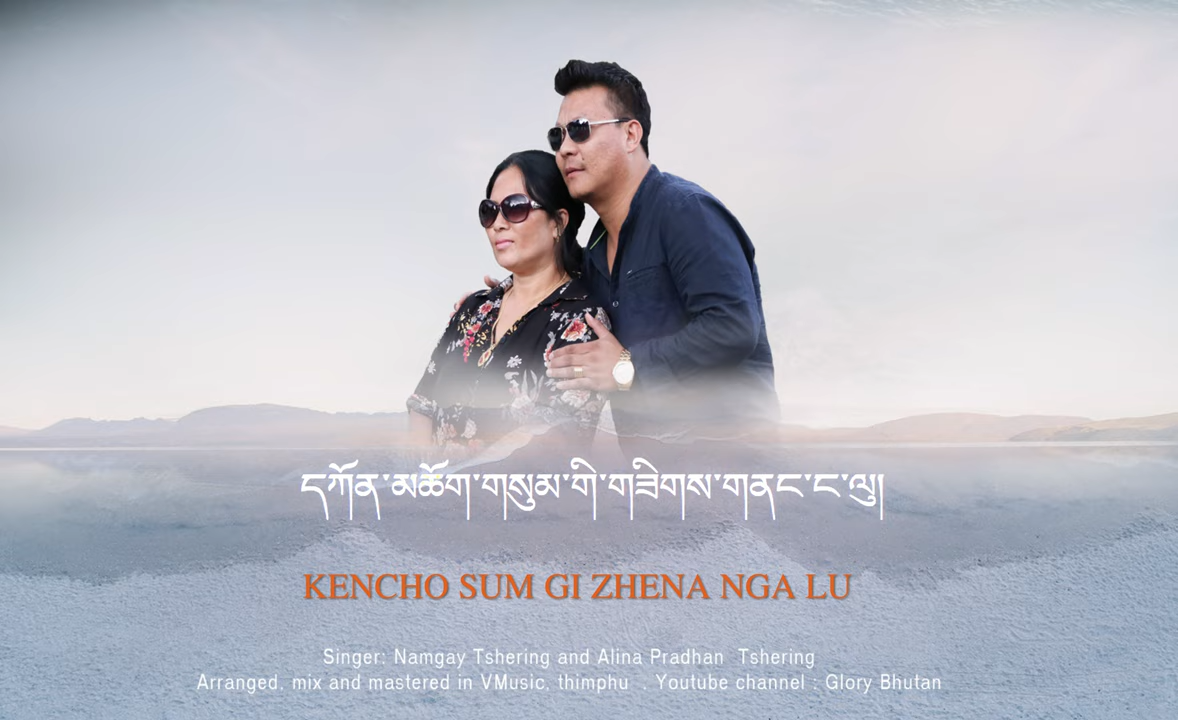 དཀོན་མཆོག་གསུམ་གི་གཟིགས་གནང་ང་ལུ།
KENCHO SUM GI ZHENA NGA LU
Singer: Namgay Tshering and Alina Pradhan Tshering
Arranged, mix and mastered in VMusic, thimphu . Youtube channel : Glory Bhutan